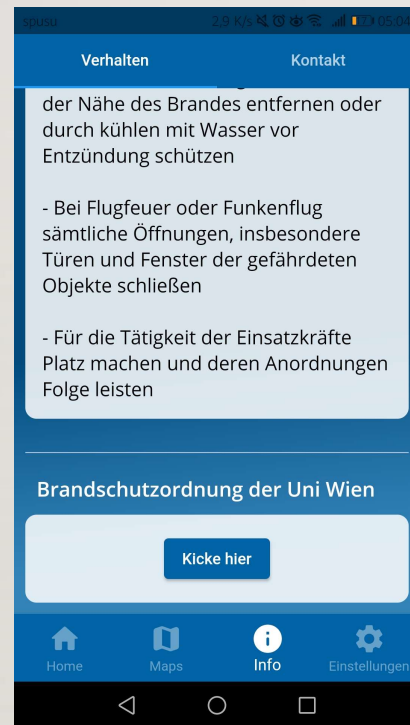 spusu
2,9 K/s
05:04
Verhalten
Kontakt
der Nähe des Brandes entfernen oder
durch kühlen mit Wasser vor
Entzündung schützen
- Bei Flugfeuer oder Funkenflug
sämtliche Öffnungen, insbesondere
Türen und Fenster der gefährdeten
Objekte schließen
- Für die Tätigkeit der Einsatzkräfte
Platz machen und deren Anordnungen
Folge leisten
Brandschutzordnung der Uni Wien
Kicke hier
Home
Maps
Info
Einstellungen